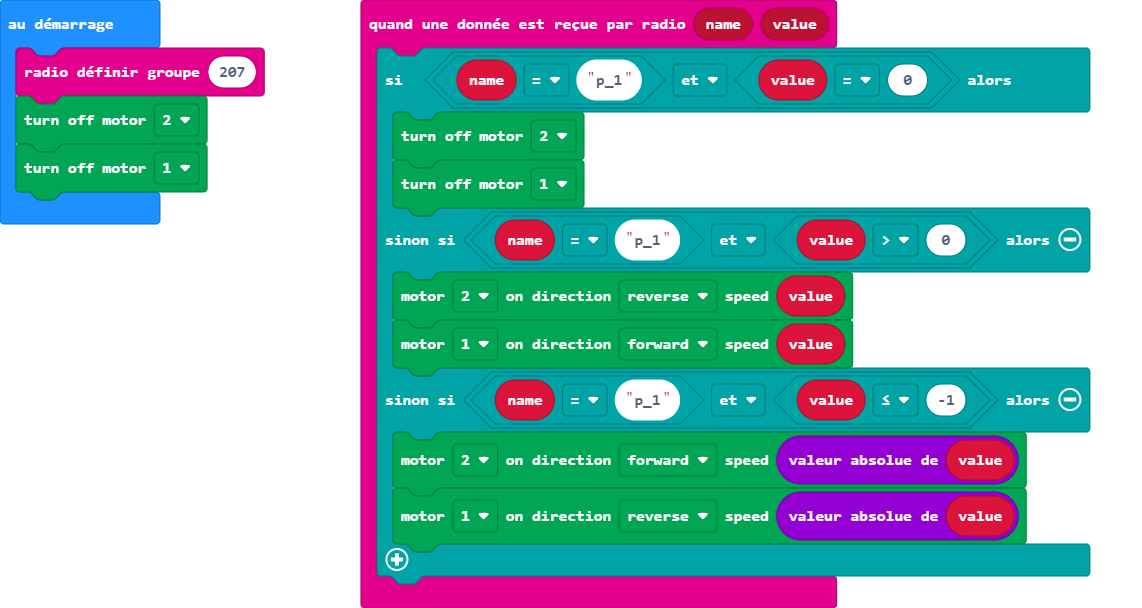 au démarrage
radio définir groupe 207
turn off motor 2
turn off motor 1
quand une donnée est reçue par radio name value
si name = "p_1" et value = 0 alors
turn off motor 2
turn off motor 1
sinon si name = "p_1" et value > 0 alors
motor 2 on direction reverse speed value
motor 1 on direction forward speed value
sinon si name = "p_1" et value ≤ -1 alors
motor 2 on direction forward speed valeur absolue de value
motor 1 on direction reverse speed valeur absolue de value